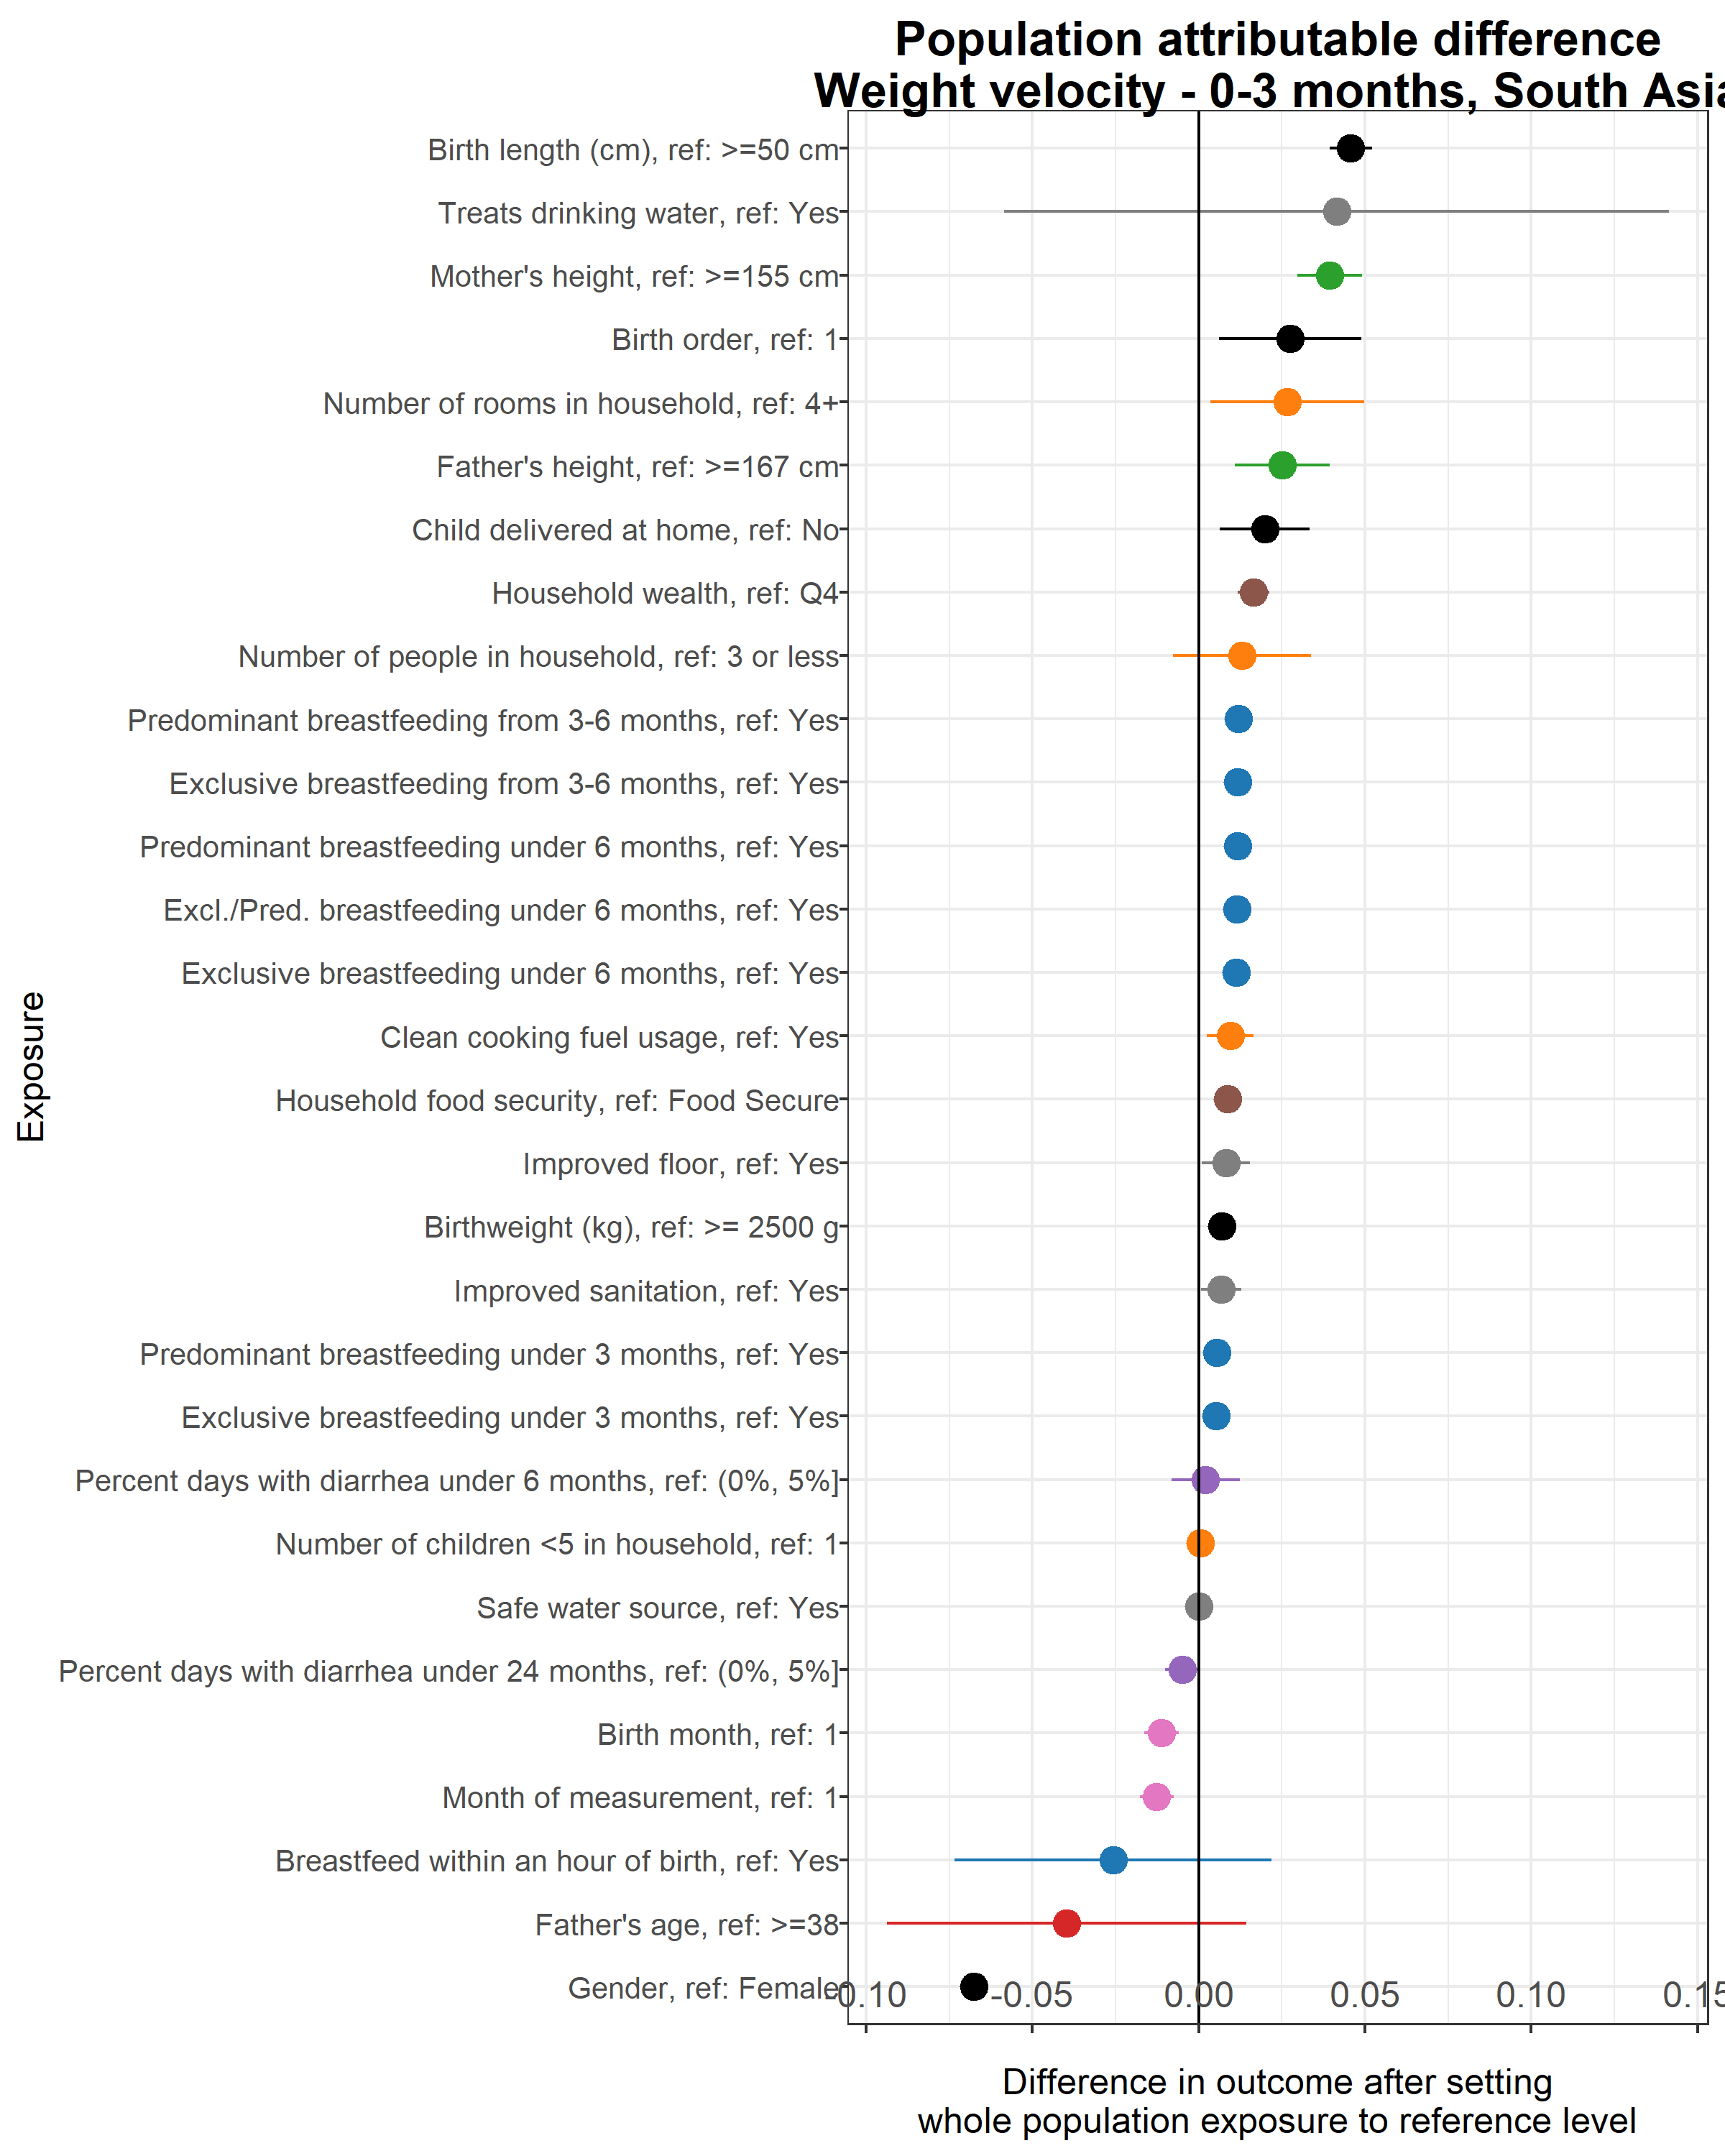 Population attributable difference
Weight velocity - 0-3 months, South Asia
Birth length (cm), ref: >=50 cm
Treats drinking water, ref: Yes
Mother's height, ref: >=155 cm
Birth order, ref: 1
Number of rooms in household, ref: 4+
Father's height, ref: >=167 cm
Child delivered at home, ref: No
Household wealth, ref: Q4
Number of people in household, ref: 3 or less
Predominant breastfeeding from 3-6 months, ref: Yes
Exclusive breastfeeding from 3-6 months, ref: Yes
Predominant breastfeeding under 6 months, ref: Yes
Excl./Pred. breastfeeding under 6 months, ref: Yes
Exclusive breastfeeding under 6 months, ref: Yes
Clean cooking fuel usage, ref: Yes
Household food security, ref: Food Secure
Improved floor, ref: Yes
Birthweight (kg), ref: >= 2500 g
Improved sanitation, ref: Yes
Predominant breastfeeding under 3 months, ref: Yes
Exclusive breastfeeding under 3 months, ref: Yes
Percent days with diarrhea under 6 months, ref: (0%, 5%]
Number of children <5 in household, ref: 1
Safe water source, ref: Yes
Percent days with diarrhea under 24 months, ref: (0%, 5%]
Birth month, ref: 1
Month of measurement, ref: 1
Breastfeed within an hour of birth, ref: Yes
Father's age, ref: >=38
Gender, ref: Female
-0.10 -0.05 0.00 0.05 0.10 0.15
Exposure
Difference in outcome after setting
whole population exposure to reference level